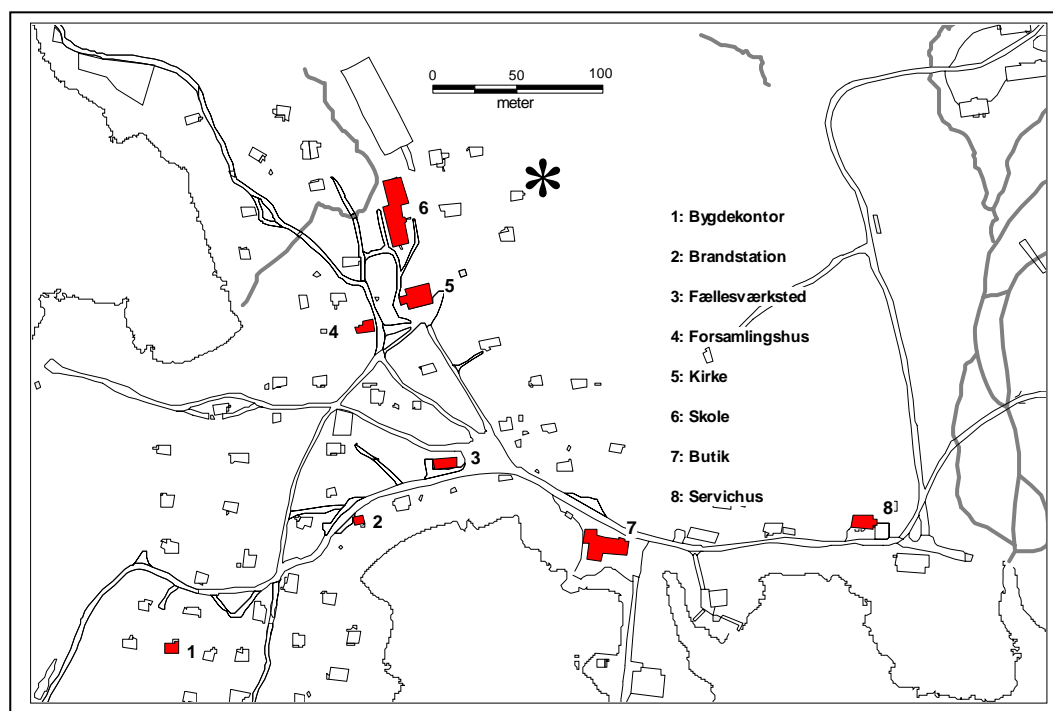 0 50 100
meter
6
5
4
3
2
7
8
1
1: Bygdekontor
2: Brandstation
3: Fællesværksted
4: Forsamlingshus
5: Kirke
6: Skole
7: Butik
8: Servichus